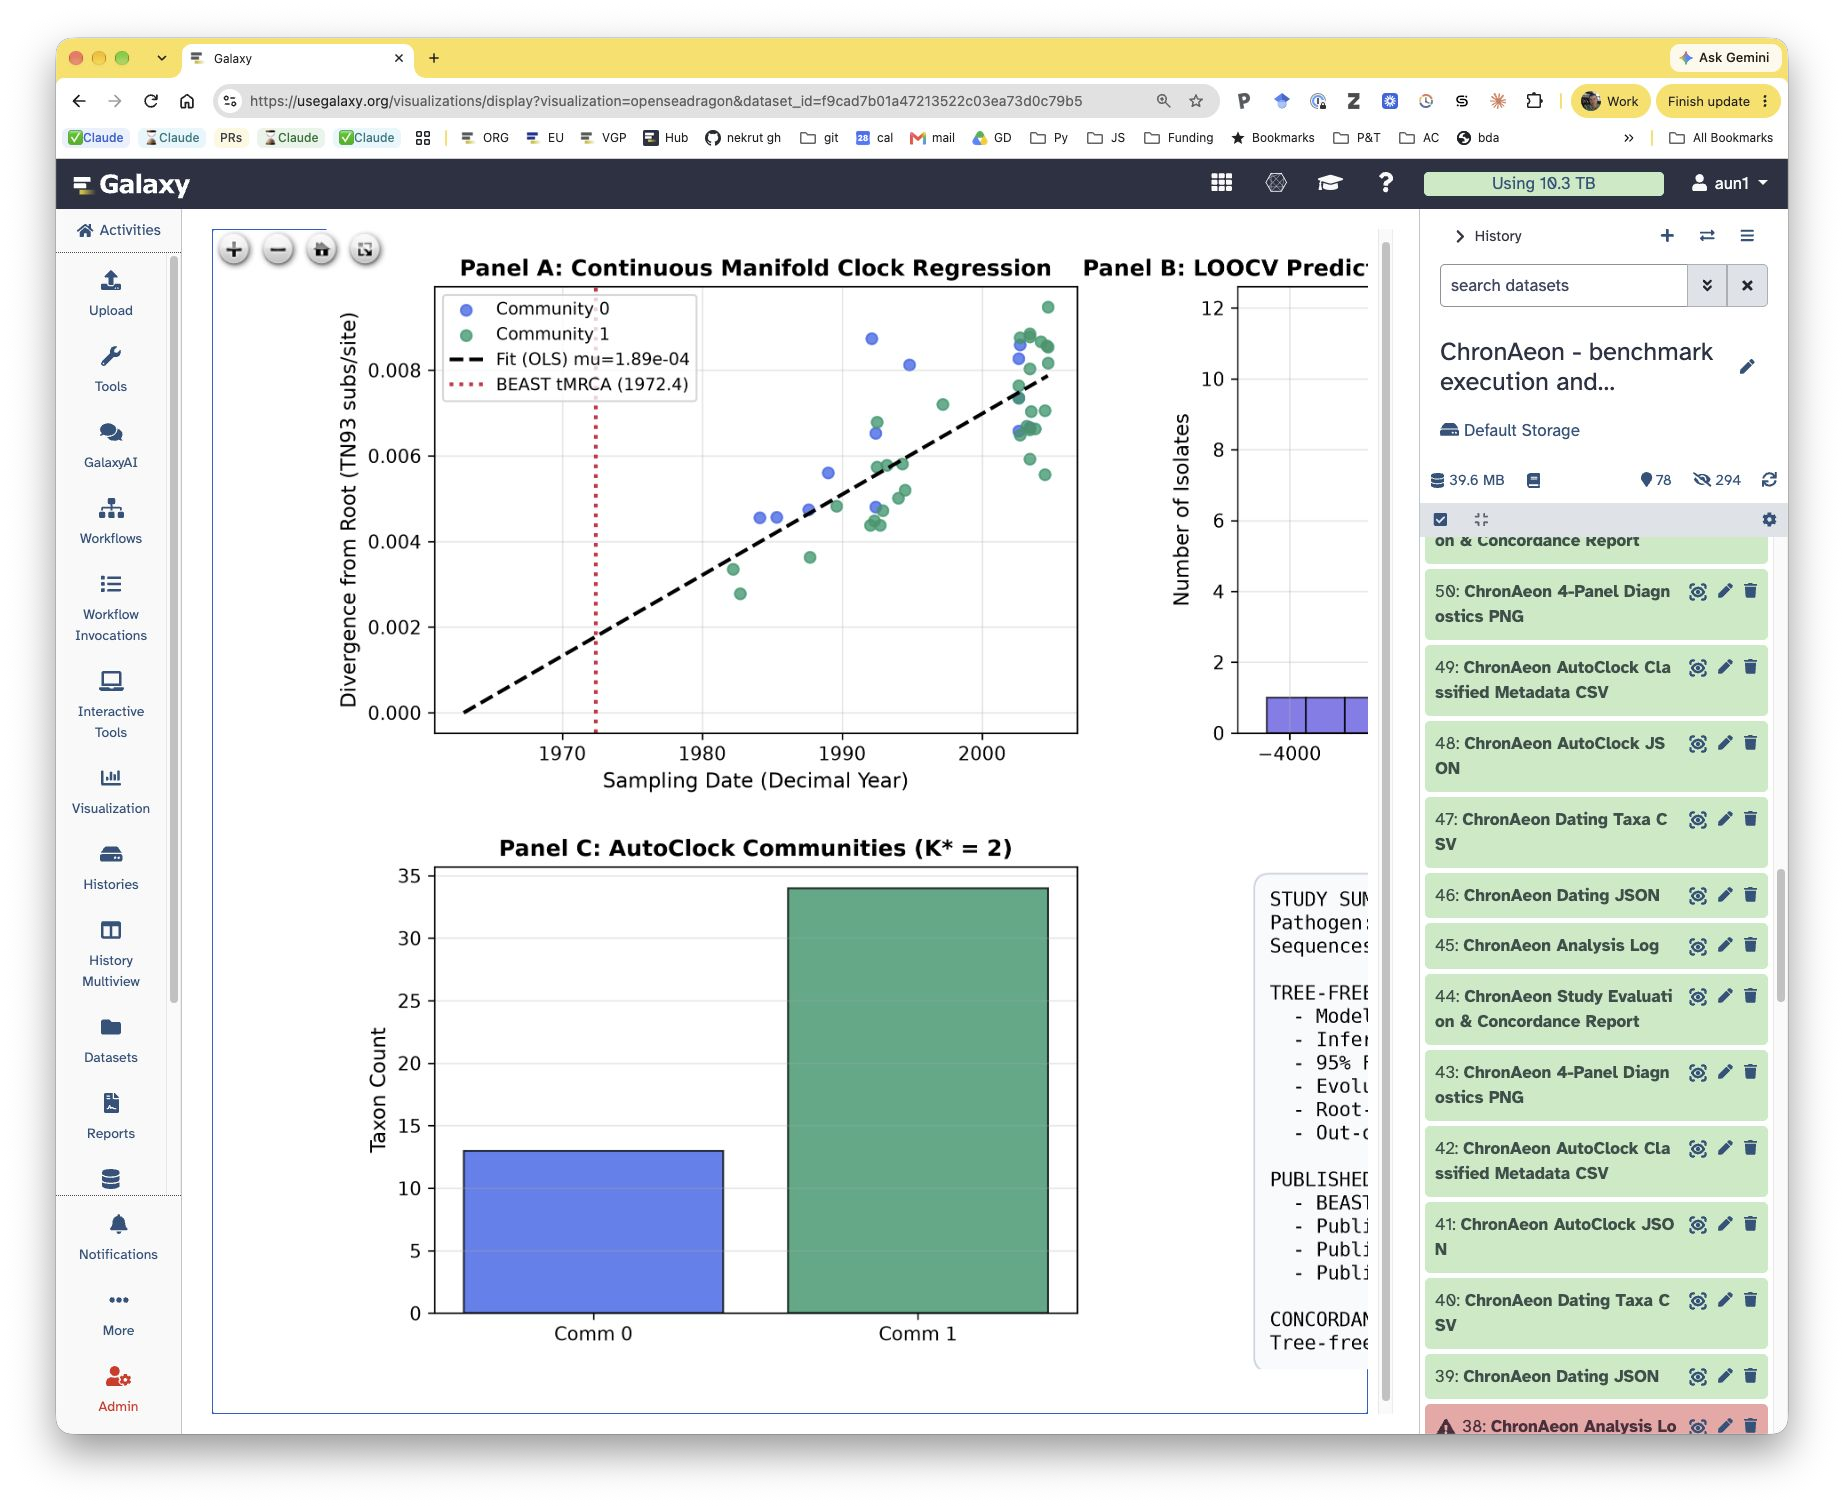 Galaxy
Ask Gemini
https://usegalaxy.org/visualizations/display?visualization=openseadragon&dataset_id=f9cad7b01a47213522c03ea73d0c79b5
Work
Finish update
Claude
Claude
PRs
Claude
Claude
ORG
EU
VGP
Hub
nekrut gh
git
28
cal
mail
GD
Py
JS
Funding
Bookmarks
P&T
AC
bda
All Bookmarks
Galaxy
Using 10.3 TB
aun1
Activities
Upload
Tools
GalaxyAI
Workflows
Workflow
Invocations
Interactive
Tools
Visualization
Histories
History
Multiview
Datasets
Reports
Notifications
More
Admin
Panel A: Continuous Manifold Clock Regression
Community 0
Community 1
Fit (OLS) mu=1.89e-04
BEAST tMRCA (1972.4)
Divergence from Root (TN93 subs/site)
0.008
0.006
0.004
0.002
0.000
1970
1980
1990
2000
Sampling Date (Decimal Year)
Panel B: LOOCV Predict
Number of Isolates
12
10
8
6
4
2
0
−4000
Panel C: AutoClock Communities (K* = 2)
Taxon Count
35
30
25
20
15
10
5
0
Comm 0
Comm 1
STUDY SUM
Pathogen:
Sequences
TREE-FREE
- Model
- Infer
- 95%
- Evolu
- Root-
- Out-o
PUBLISHED
- BEAST
- Publi
- Publi
- Publi
CONCORDAN
Tree-free
History
search datasets
ChronAeon - benchmark
execution and...
Default Storage
39.6 MB
78
294
on & Concordance Report
50: ChronAeon 4-Panel Diagn
ostics PNG
49: ChronAeon AutoClock Cla
ssified Metadata CSV
48: ChronAeon AutoClock JS
ON
47: ChronAeon Dating Taxa C
SV
46: ChronAeon Dating JSON
45: ChronAeon Analysis Log
44: ChronAeon Study Evaluati
on & Concordance Report
43: ChronAeon 4-Panel Diagn
ostics PNG
42: ChronAeon AutoClock Cla
ssified Metadata CSV
41: ChronAeon AutoClock JSO
N
40: ChronAeon Dating Taxa C
SV
39: ChronAeon Dating JSON
38: ChronAeon Analysis Lo